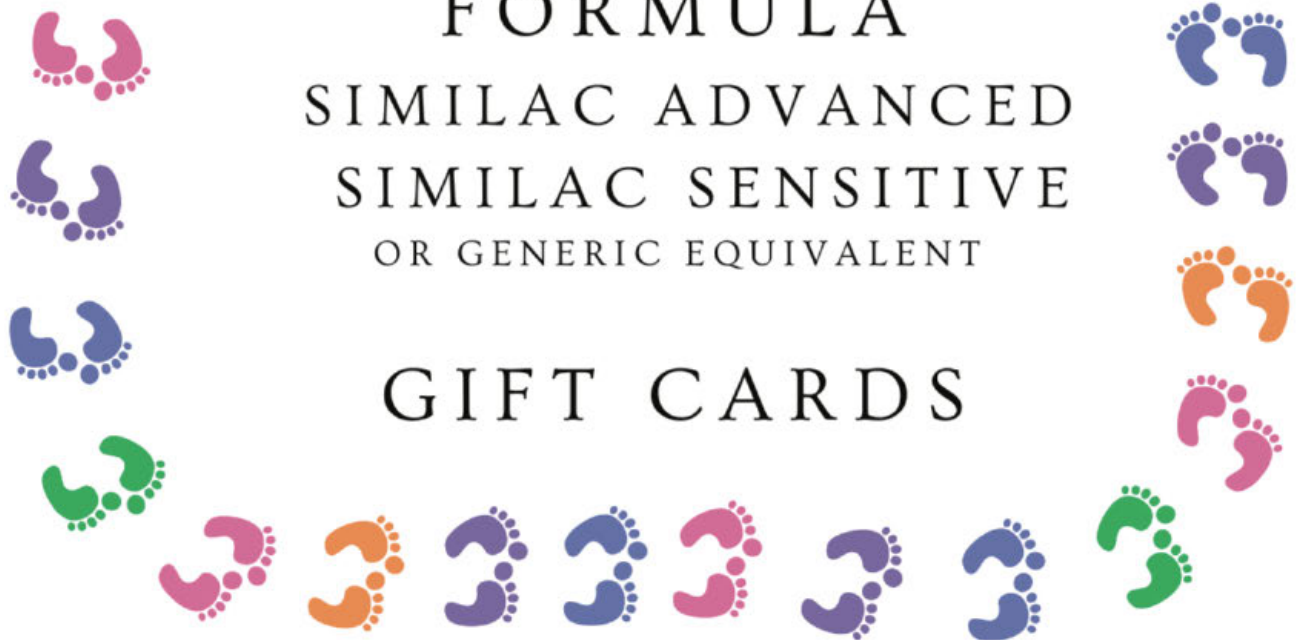 FORMULA
SIMILAC ADVANCED
SIMILAC SENSITIVE
OR GENERIC EQUIVALENT
GIFT CARDS